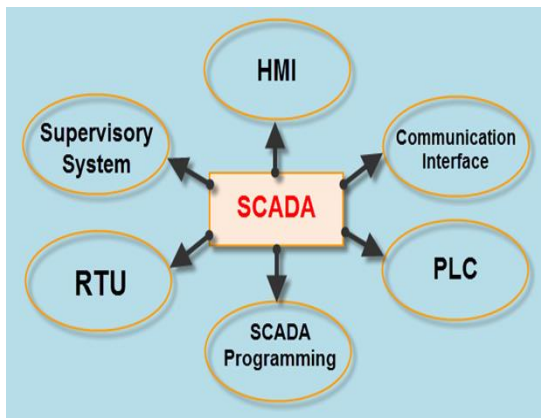 HMI
Supervisory
System
Communication
Interface
SCADA
RTU
PLC
SCADA
Programming